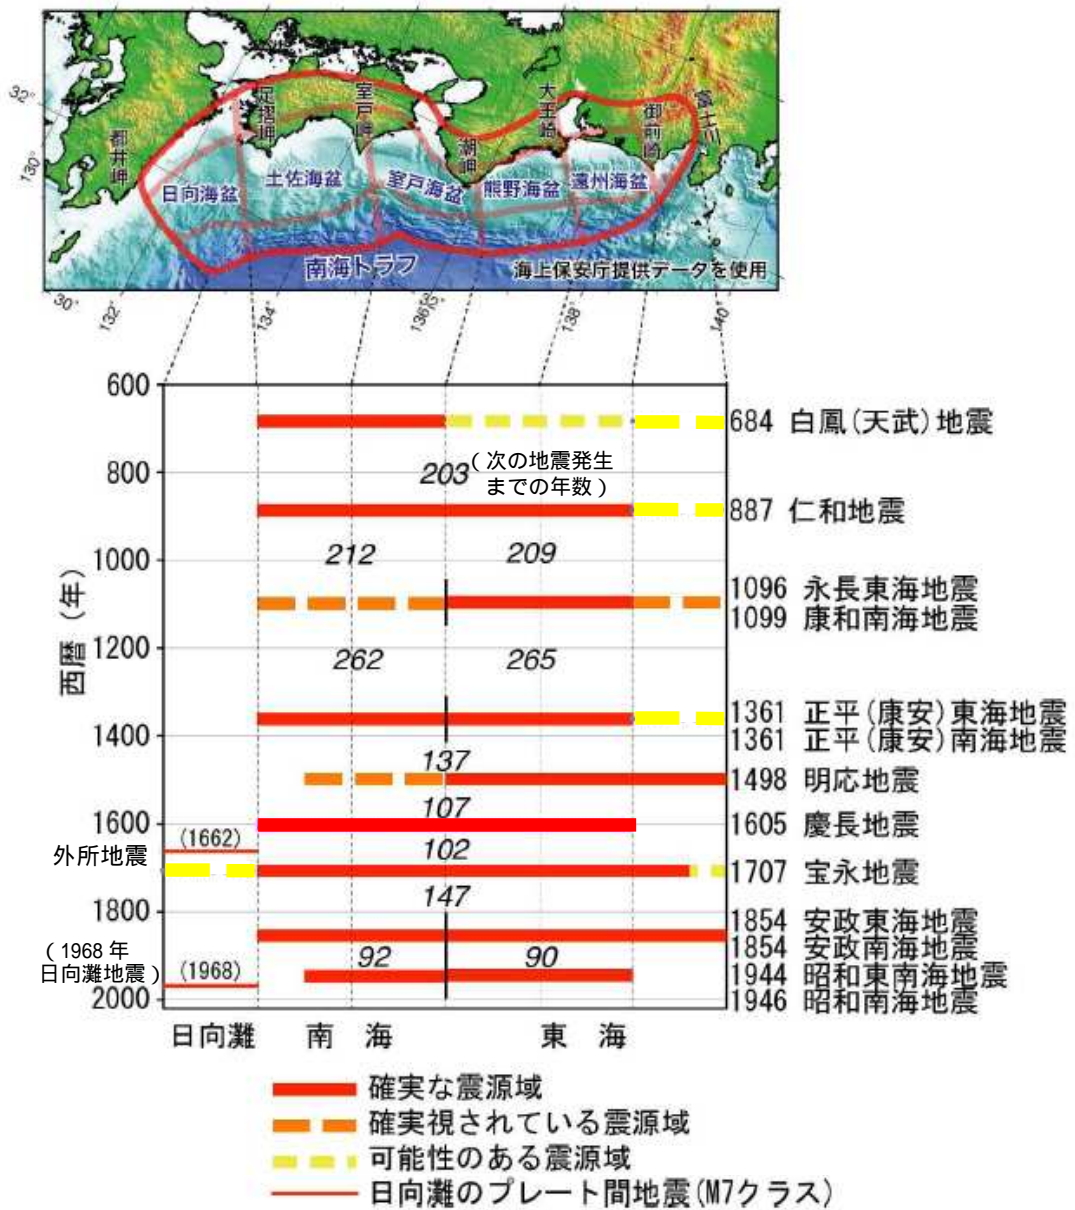 32°
130°
都井岬
足摺岬
室戸岬
潮岬
大王崎
御前崎
富士川
日向海盆
土佐海盆
室戸海盆
熊野海盆
遠州海盆
南海トラフ
海上保安庁提供データを使用
30°
132°
134°
136°
138°
140°
600
684 白鳳(天武)地震
800
203
(次の地震発生
までの年数)
887 仁和地震
1000
212
209
1096 永長東海地震
1099 康和南海地震
西暦(年)
1200
262
265
1361 正平(康安)東海地震
1361 正平(康安)南海地震
1400
137
1498 明応地震
107
1600
1605 慶長地震
(1662)
外所地震
102
1707 宝永地震
147
1800
1854 安政東海地震
1854 安政南海地震
(1968年
日向灘地震)
(1968)
92
90
1944 昭和東南海地震
1946 昭和南海地震
2000
日向灘
南 海
東 海
確実な震源域
確実視されている震源域
可能性のある震源域
日向灘のプレート間地震(M7クラス)